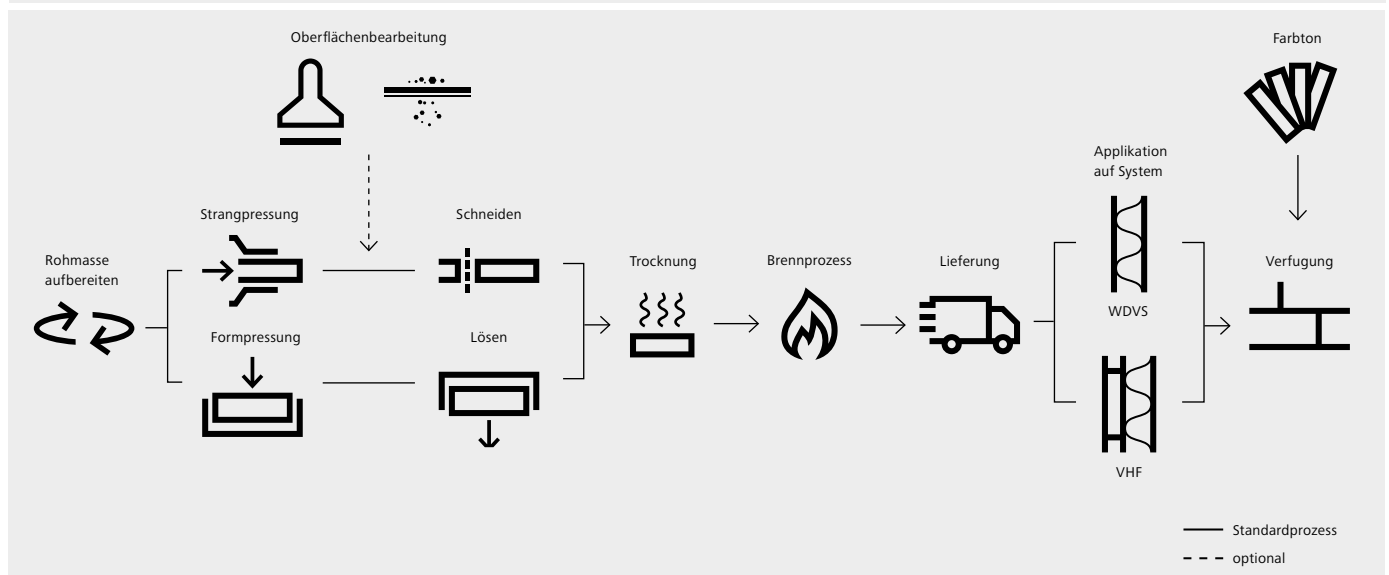 Oberflächenbearbeitung
Farbton
Applikation
auf System
Strangpressung
Schneiden
Rohmasse
aufbereiten
Trocknung
Brennprozess
Lieferung
Verfugung
WDVS
Formpressung
Lösen
VHF
Standardprozess
optional